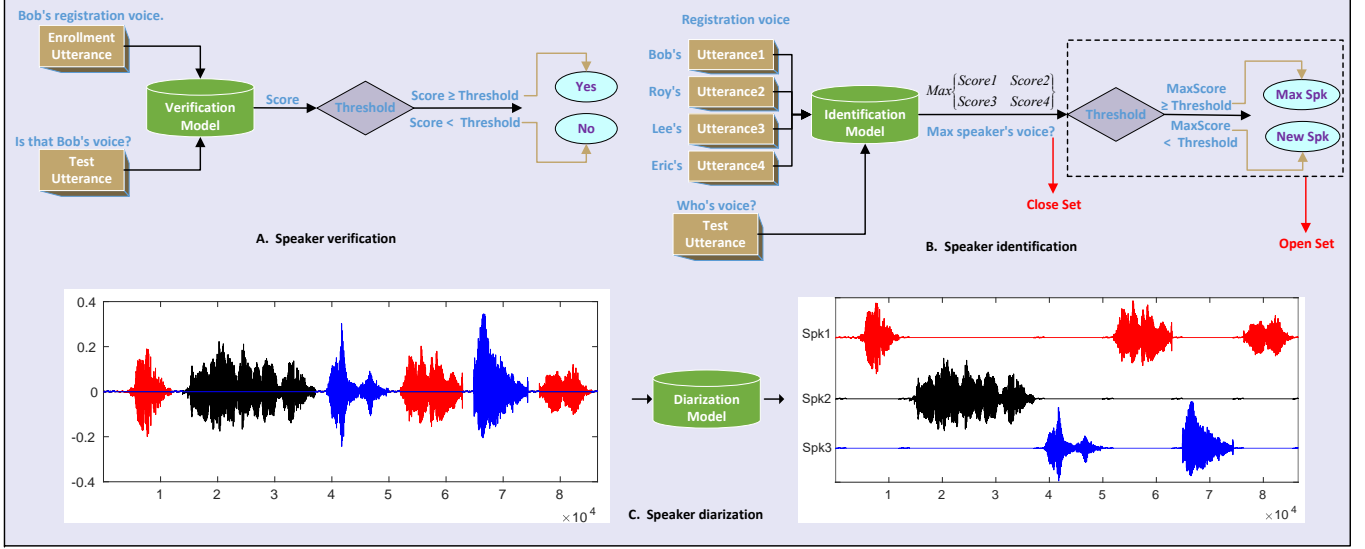 Bob's registration voice.
Enrollment
Utterance
Verification
Model
Is that Bob's voice?
Test
Utterance
Score
Threshold
Score ≥ Threshold
Score < Threshold
Yes
No
A. Speaker verification
Registration voice
Bob's
Utterance1
Roy's
Utterance2
Lee's
Utterance3
Eric's
Utterance4
Who's voice?
Test
Utterance
Identification
Model
Max{Score1 Score2
Score3 Score4}
Max speaker's voice?
Close Set
Threshold
MaxScore
≥ Threshold
MaxScore
< Threshold
Max Spk
New Spk
Open Set
B. Speaker identification
0.4
0.2
0
-0.2
-0.4
1 2 3 4 5 6 7 8
×10⁴
Diarization
Model
Spk1
Spk2
Spk3
1 2 3 4 5 6 7 8
×10⁴
C. Speaker diarization